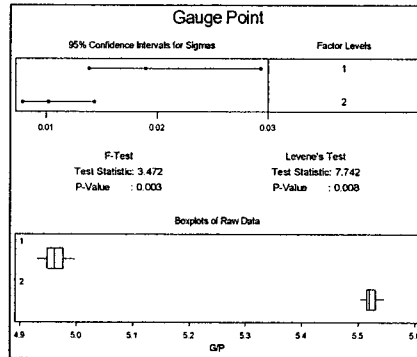 Gauge Point
95% Confidence Intervals for Sigmas
Factor Levels
1
2
0.01 0.02 0.03
F-Test
Test Statistic: 3.472
P-Value : 0.003
Levene's Test
Test Statistic: 7.742
P-Value : 0.008
Boxplots of Raw Data
1
2
4.9 5.0 5.1 5.2 5.3 5.4 5.5
G/P